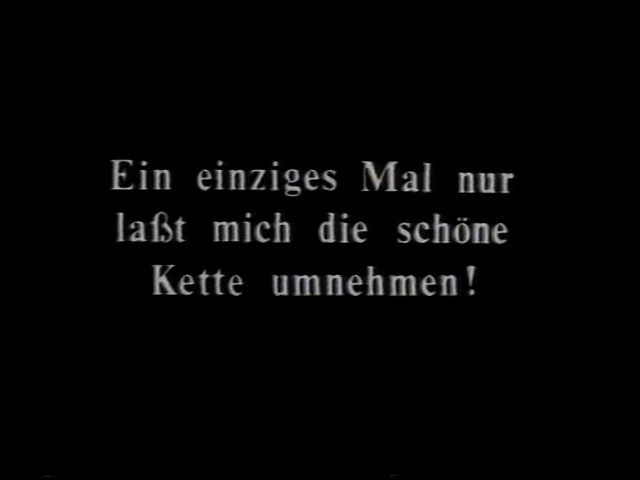 Ein einziges Mal nur
laßt mich die schöne
Kette umnehmen!